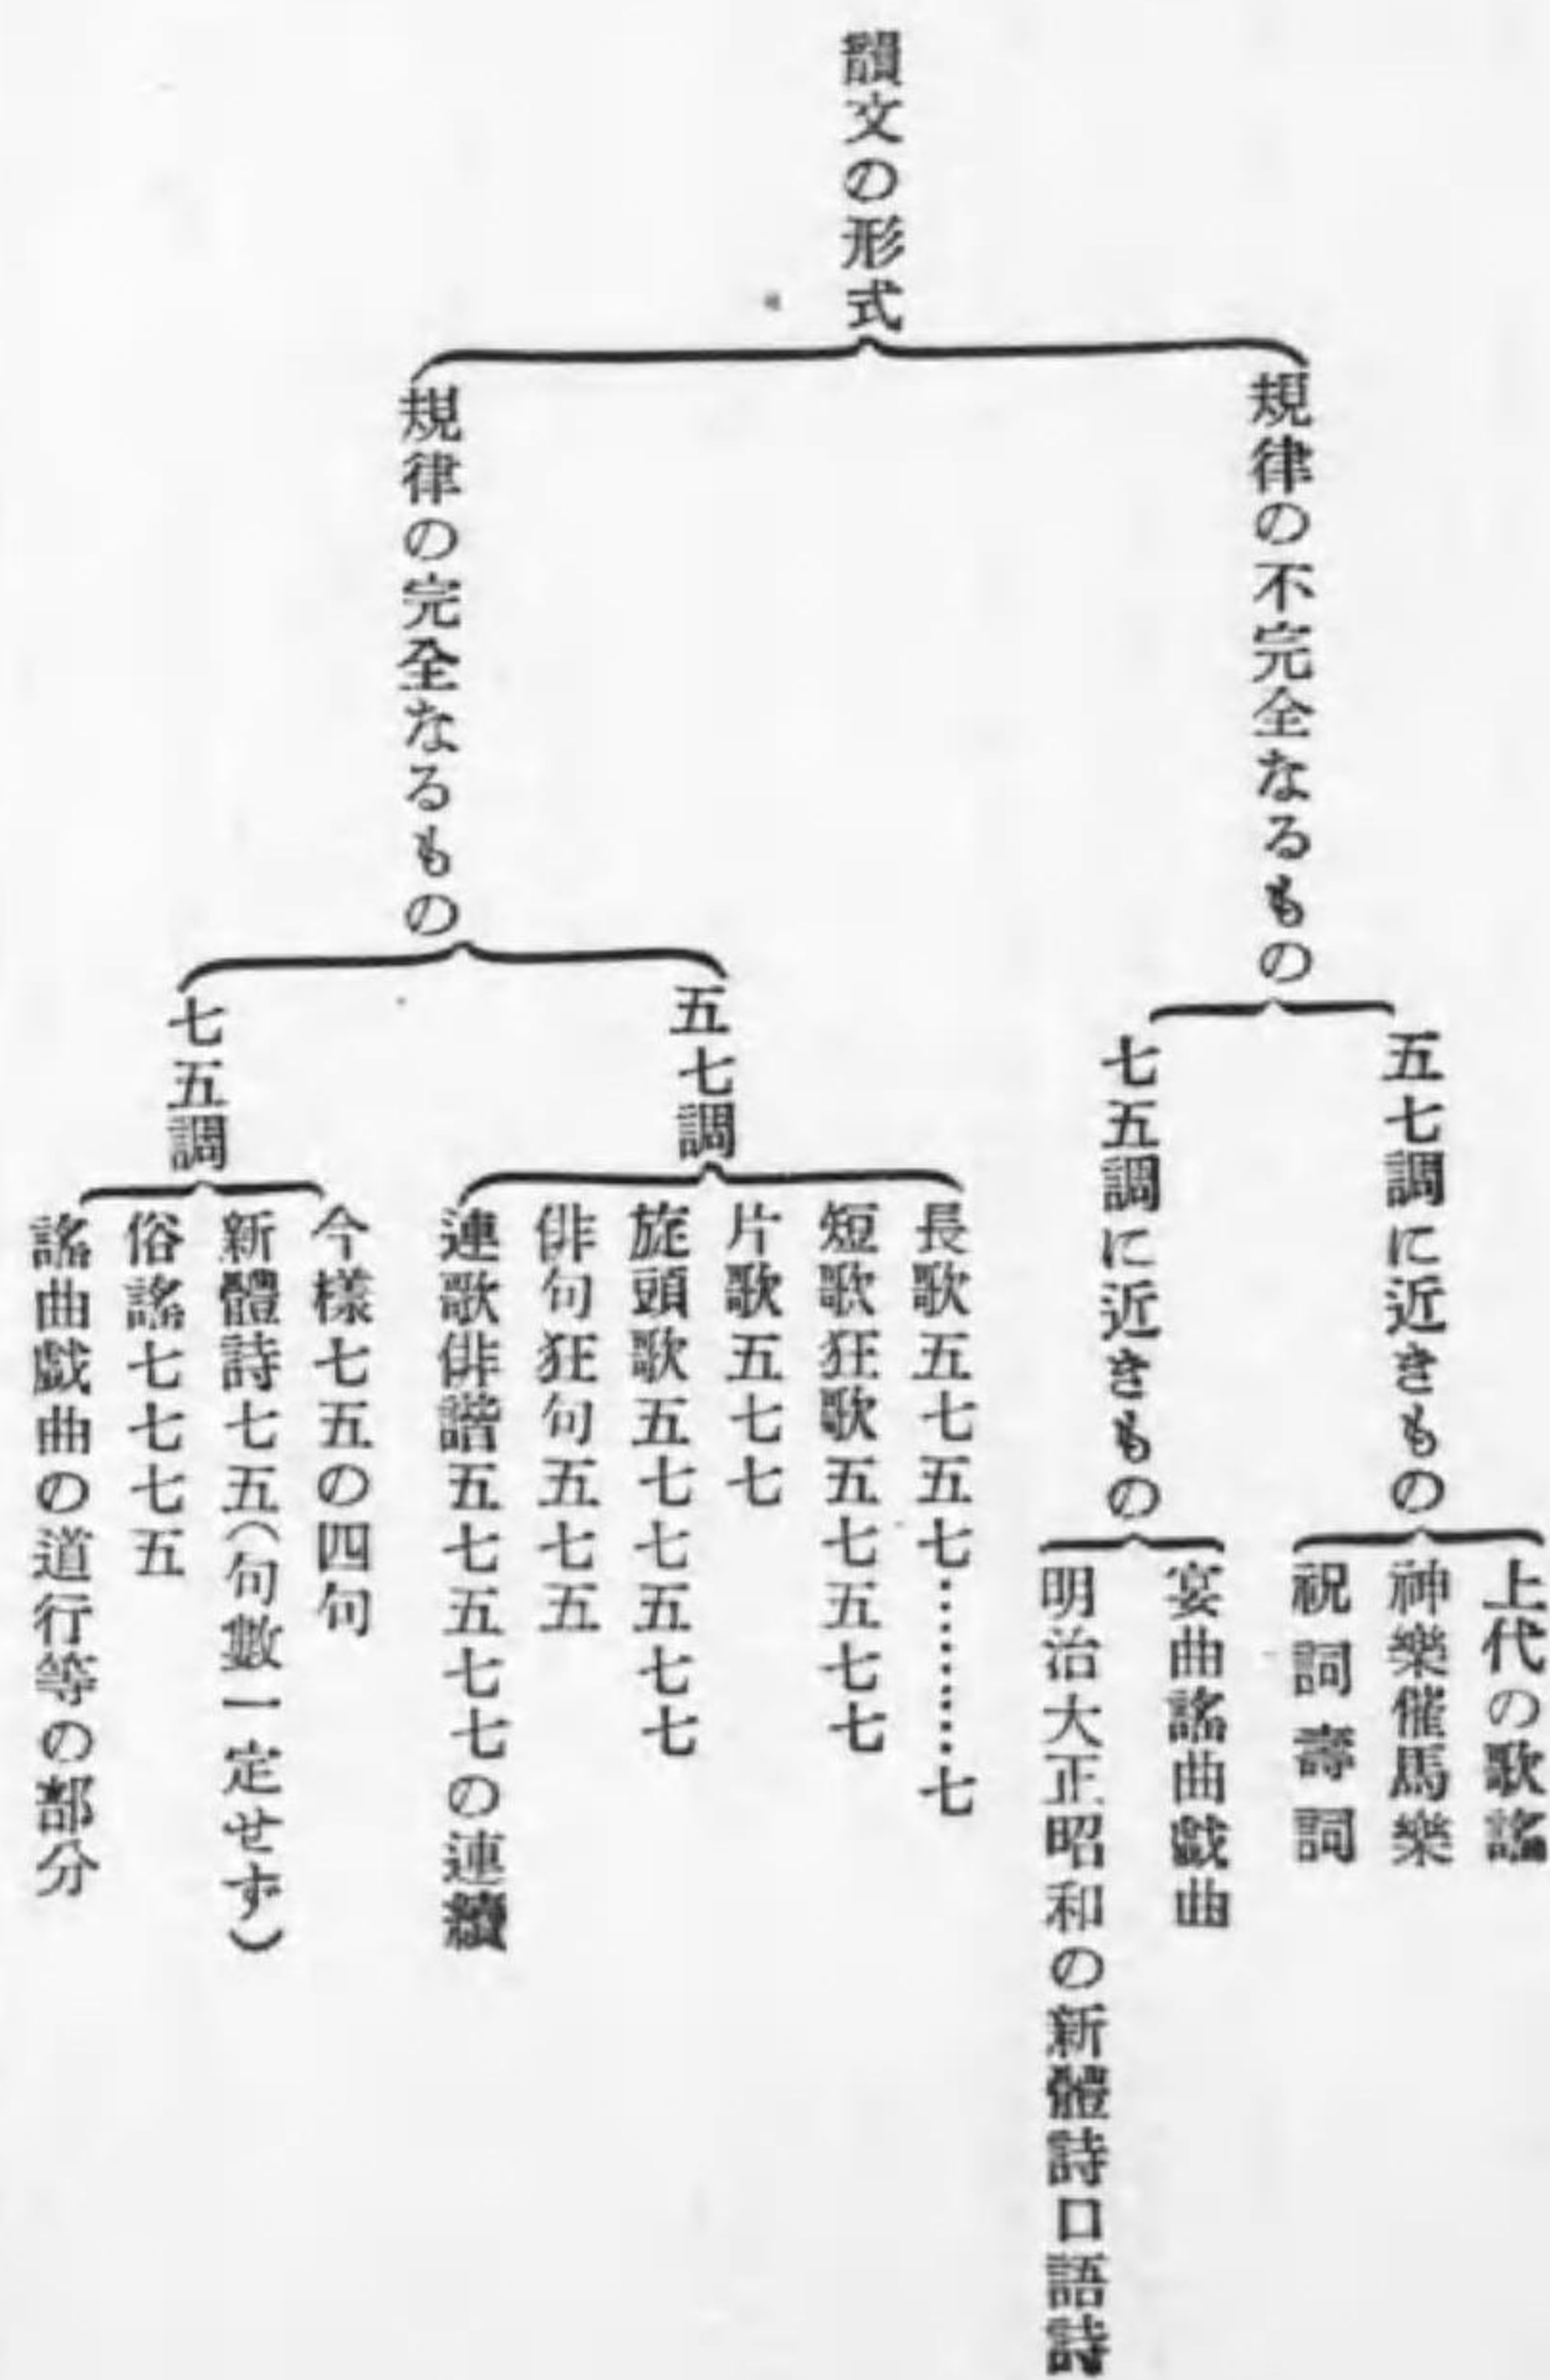 韻文の形式
規律の不完全なるもの
五七調に近きもの
上代の歌謠
神樂催馬樂
祝詞壽詞
七五調に近きもの
宴曲謠曲戯曲
明治大正昭和の新體詩口語詩
規律の完全なるもの
五七調
長歌五七五七………七
短歌狂歌五七五七七
片歌五七七
旋頭歌五七七五七七
俳句狂句五七五
連歌俳諧五七五七七の連續
七五調
今樣七五の四句
新體詩七五(句數一定せず)
俗謠七七七五
謠曲戯曲の道行等の部分